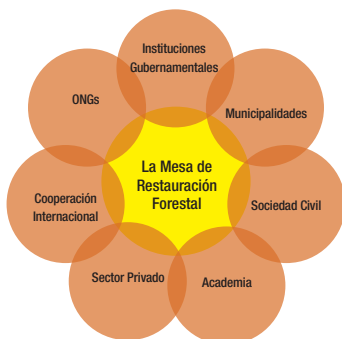 Instituciones
Gubernamentales
ONGs
Municipalidades
La Mesa de
Restauración
Forestal
Cooperación
Internacional
Sociedad Civil
Sector Privado
Academia